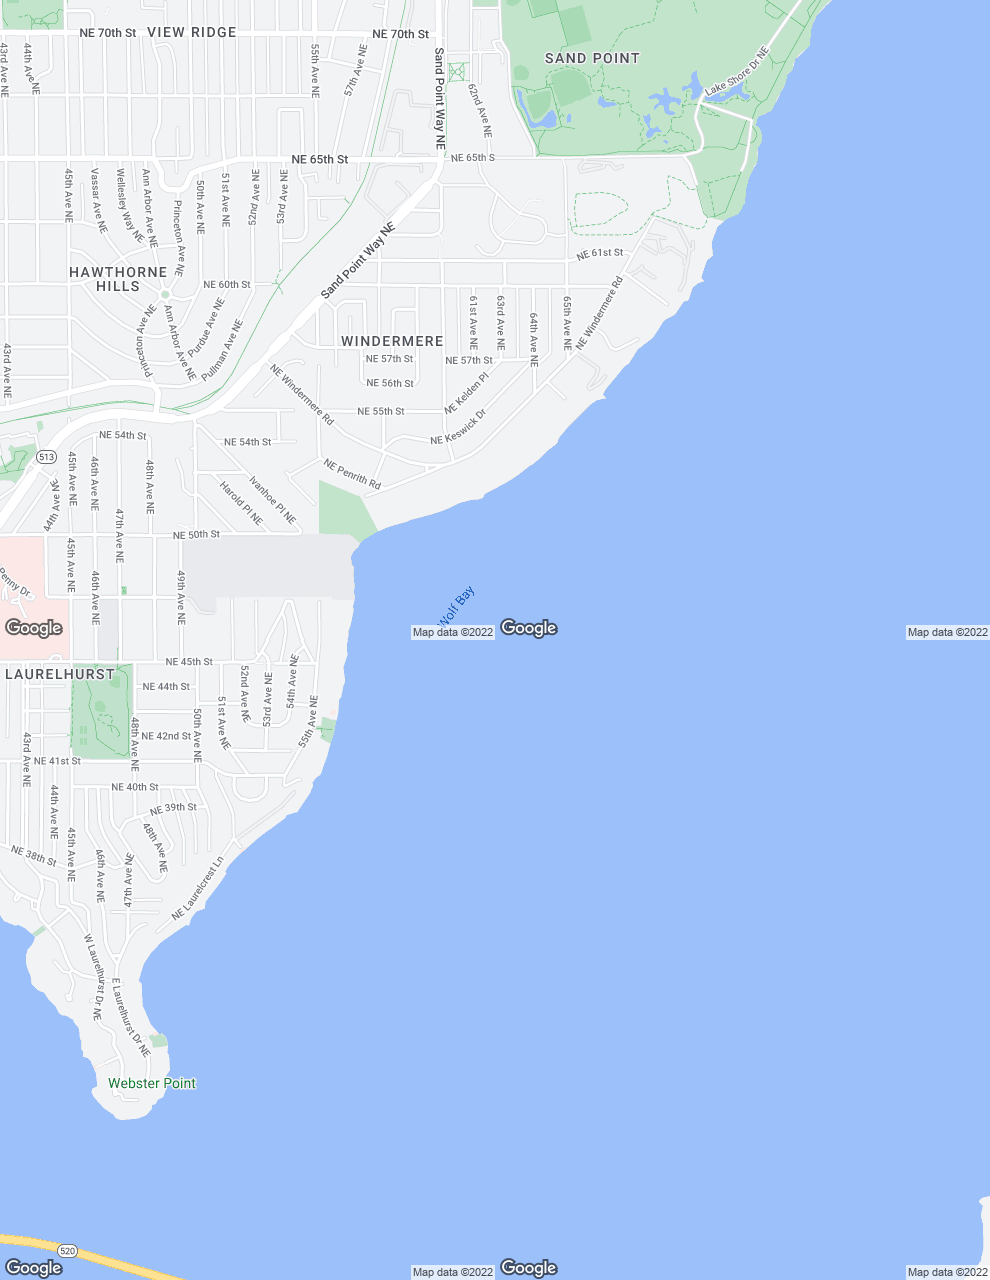 NE 70th St
VIEW RIDGE
NE 70th St
43rd Ave NE
44th Ave NE
55th Ave NE
57th Ave NE
Sand Point Way NE
SAND POINT
Lake Shore Dr NE
62nd Ave NE
NE 65th St
NE 65th S
45th Ave NE
Vassar Ave NE
Wellesley Way NE
Ann Arbor Ave NE
Princeton Ave NE
50th Ave NE
51st Ave NE
52nd Ave NE
53rd Ave NE
Sand Point Way NE
NE 61st St
HAWTHORNE
HILLS
NE 60th St
Princeton Ave NE
Ann Arbor Ave NE
Purdue Ave NE
Pullman Ave NE
61st Ave NE
63rd Ave NE
64th Ave NE
65th Ave NE
NE Windermere Rd
WINDERMERE
43rd Ave NE
NE 57th St
NE 57th St
NE 56th St
NE Windermere Rd
NE Kelden Pl
NE 55th St
NE Keswick Dr
NE 54th St
NE 54th St
513
45th Ave NE
46th Ave NE
48th Ave NE
NE Penrith Rd
44th Ave NE
Harold Pl NE
Ivanhoe Pl NE
47th Ave NE
NE 50th St
45th Ave NE
46th Ave NE
49th Ave NE
Penny Dr
Wolf Bay
Google
Map data ©2022
Google
Map data ©2022
NE 45th St
LAURELHURST
NE 44th St
52nd Ave NE
53rd Ave NE
54th Ave NE
55th Ave NE
51st Ave NE
50th Ave NE
48th Ave NE
43rd Ave NE
NE 42nd St
NE 41st St
NE 40th St
44th Ave NE
NE 39th St
48th Ave NE
45th Ave NE
NE 38th St
46th Ave NE
47th Ave NE
NE Laurelcrest Ln
W Laurelhurst Dr NE
E Laurelhurst Dr NE
Webster Point
520
Google
Map data ©2022
Google
Map data ©2022